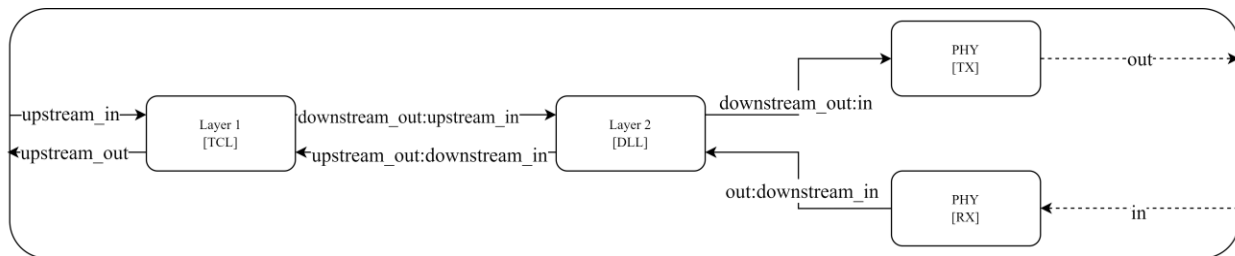 PHY
[TX]
out
downstream_out:in
upstream_in
Layer 1
[TCL]
downstream_out:upstream_in
Layer 2
[DLL]
upstream_out
upstream_out:downstream_in
out:downstream_in
PHY
[RX]
in